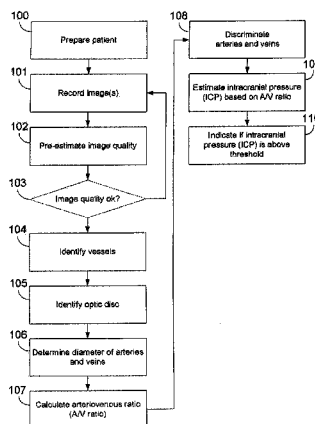 100
Prepare patient
101
Record image(s)
102
Pre-estimate image quality
103
Image quality ok?
104
Identify vessels
105
Identify optic disc
106
Determine diameter of arteries
and veins
107
Calculate arteriovenous ratio
(A/V ratio)
108
Discriminate
arteries and veins
Estimate intracranial pressure
(ICP) based on A/V ratio
Indicate if intracranial
pressure (ICP) is above
threshold